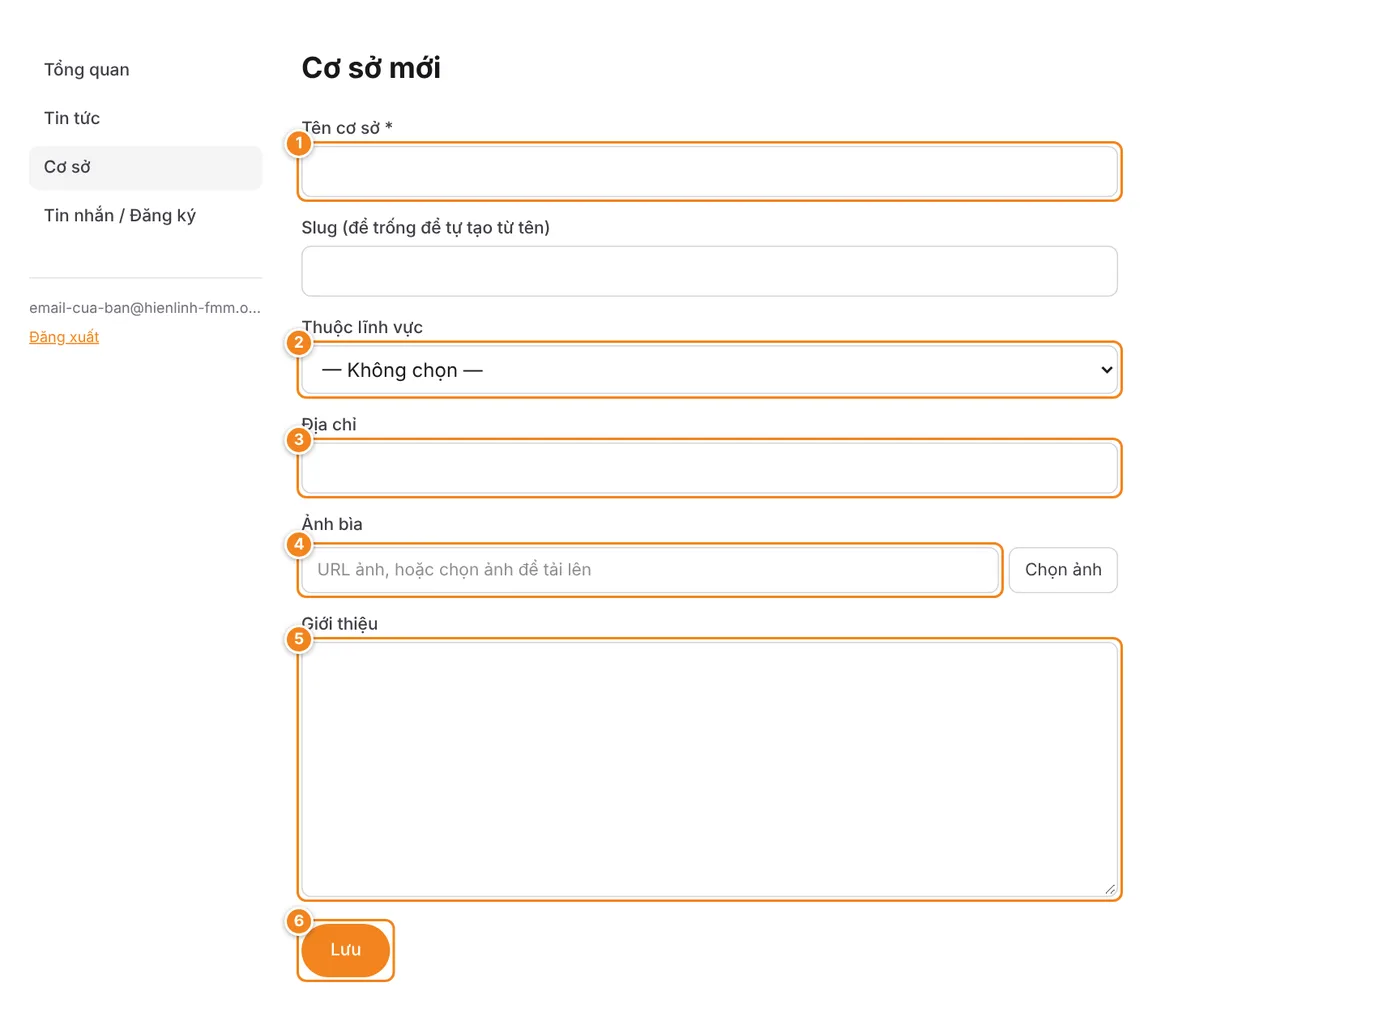 Tổng quan
Tin tức
Cơ sở
Tin nhắn / Đăng ký
email-cua-ban@hienlinh-fmm.o...
Đăng xuất
Cơ sở mới
Tên cơ sở *
1
Slug (để trống để tự tạo từ tên)
Thuộc lĩnh vực
2
— Không chọn —
Địa chỉ
3
Ảnh bìa
4
URL ảnh, hoặc chọn ảnh để tải lên
Chọn ảnh
Giới thiệu
5
6
Lưu